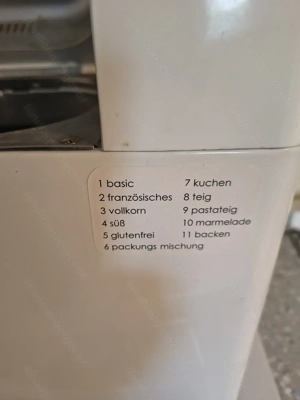 1 basic
2 französisches
3 vollkorn
4 süß
5 glutenfrei
6 packungs mischung
7 kuchen
8 teig
9 pastateig
10 marmelade
11 backen